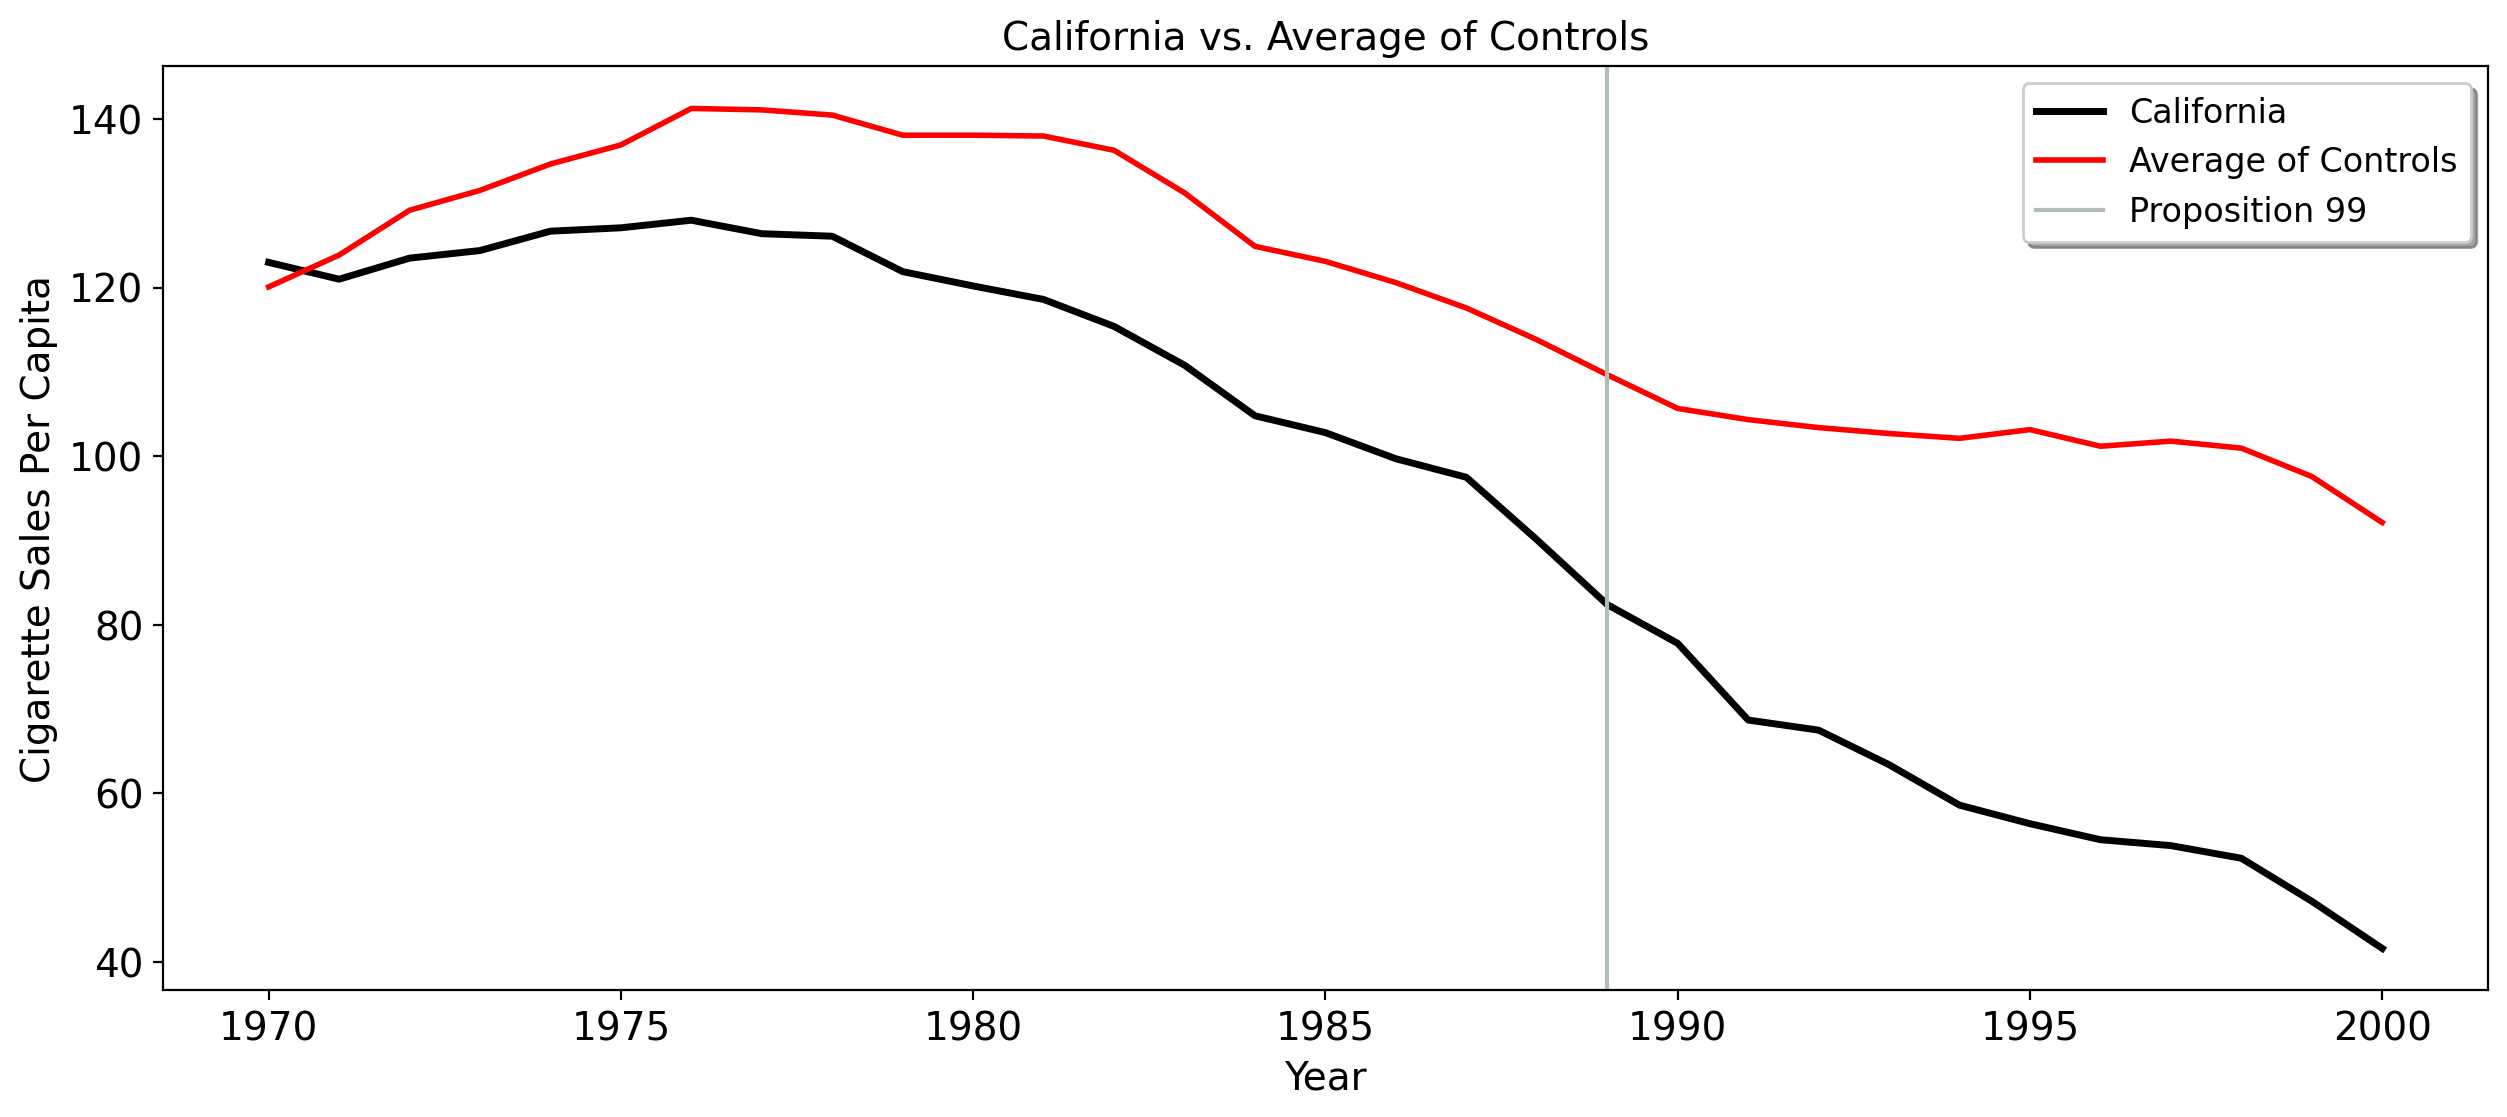 California vs. Average of Controls
California
Average of Controls
Proposition 99
Cigarette Sales Per Capita
140
120
100
80
60
40
1970 1975 1980 1985 1990 1995 2000
Year